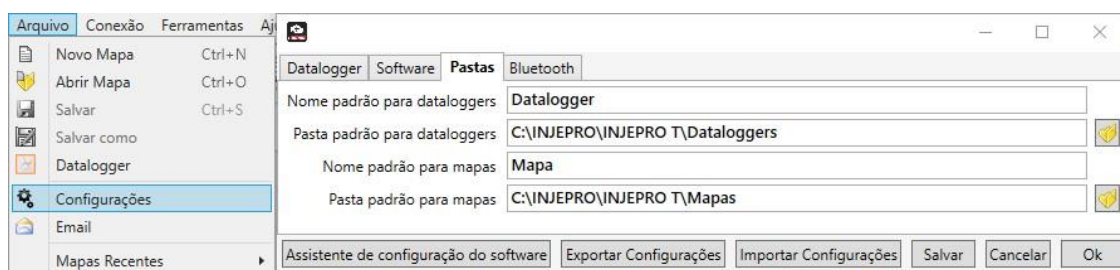 Arquivo Conexão Ferramentas Aj
Novo Mapa Ctrl+N
Abrir Mapa Ctrl+O
Salvar Ctrl+S
Salvar como
Datalogger
Configurações
Email
Mapas Recentes
Datalogger Software Pastas Bluetooth
Nome padrão para dataloggers Datalogger
Pasta padrão para dataloggers C:\INJEPRO\INJEPRO T\Dataloggers
Nome padrão para mapas Mapa
Pasta padrão para mapas C:\INJEPRO\INJEPRO T\Mapas
Assistente de configuração do software Exportar Configurações Importar Configurações Salvar Cancelar Ok